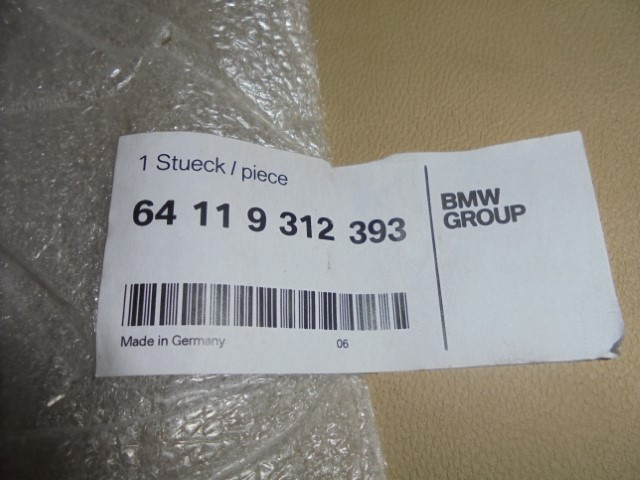 1 Stueck / piece
64 11 9 312 393
BMW
GROUP
Made in Germany 06